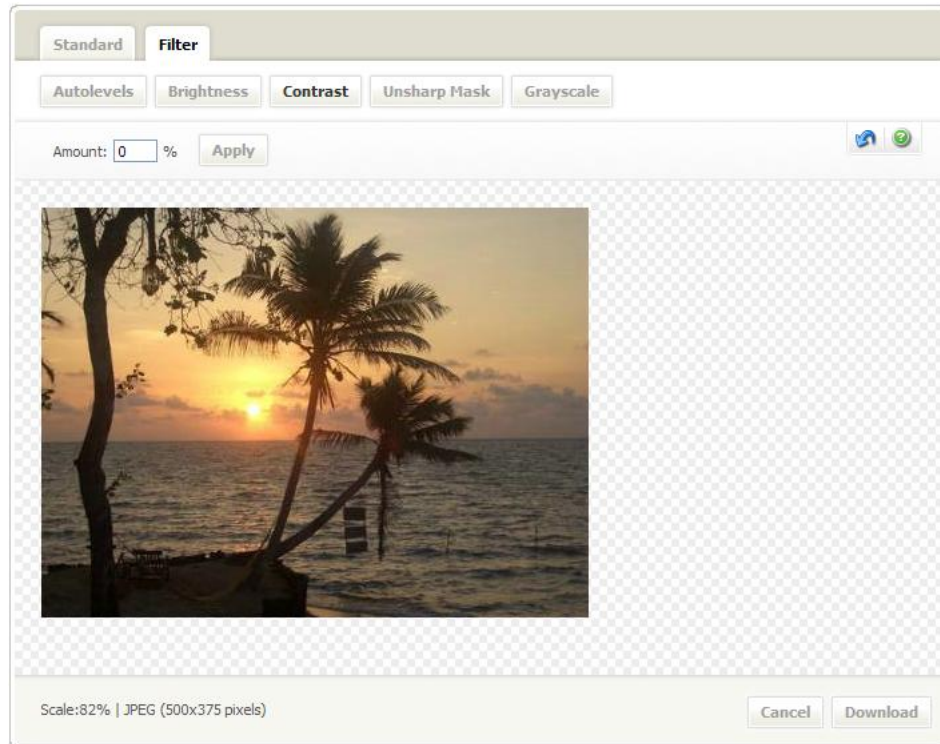 Standard Filter
Autolevels Brightness Contrast Unsharp Mask Grayscale
Amount: 0 % Apply
Scale:82% | JPEG (500x375 pixels)
Cancel Download